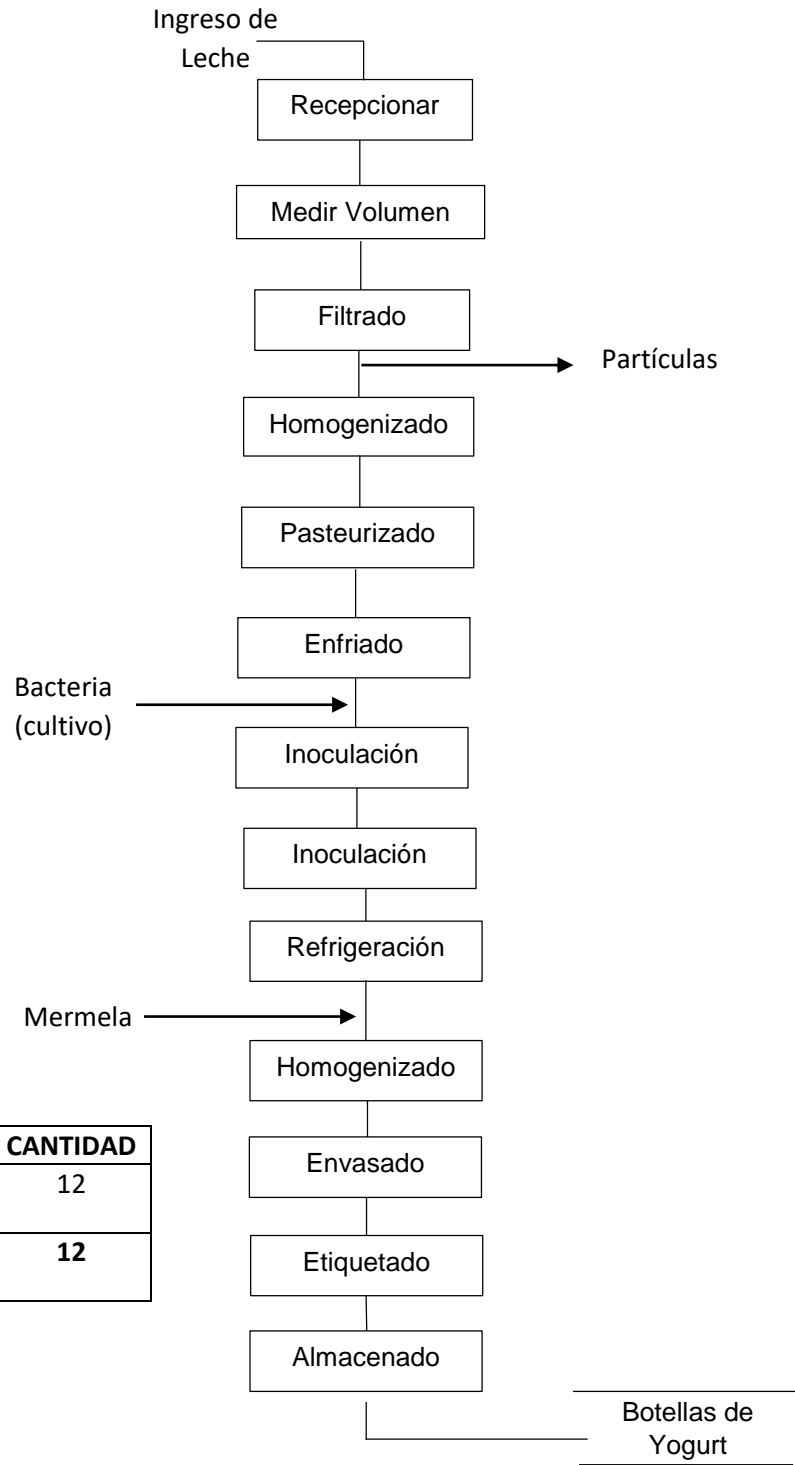 Ingreso de
Leche
Recepcionar
Medir Volumen
Filtrado
Partículas
Homogenizado
Pasteurizado
Enfriado
Bacteria
(cultivo)
Inoculación
Inoculación
Refrigeración
Mermela
Homogenizado
CANTIDAD
12
12
Envasado
Etiquetado
Almacenado
Botellas de
Yogurt